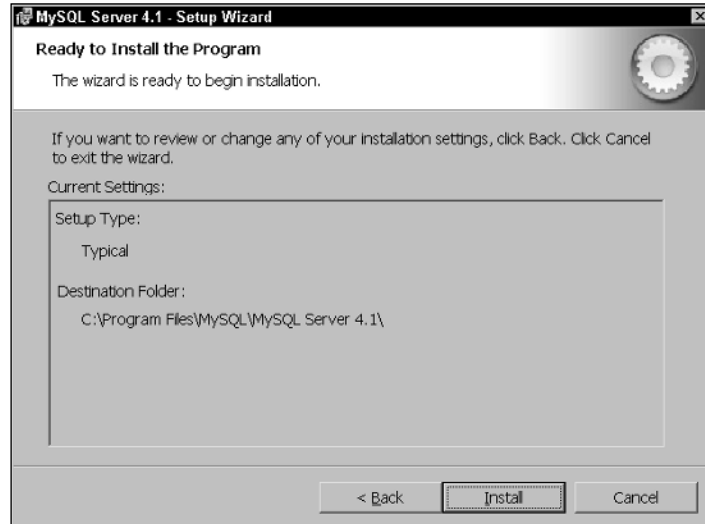 MySQL Server 4.1 - Setup Wizard
Ready to Install the Program
The wizard is ready to begin installation.
If you want to review or change any of your installation settings, click Back. Click Cancel
to exit the wizard.
Current Settings:
Setup Type:
Typical
Destination Folder:
C:\Program Files\MySQL\MySQL Server 4.1\
< Back
Install
Cancel